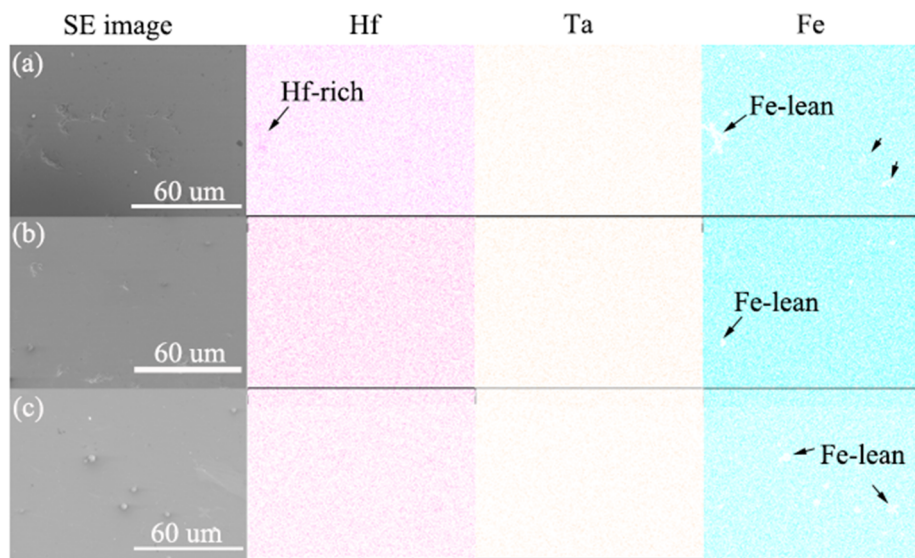 SE image Hf Ta Fe
(a)
Hf-rich
Fe-lean
60 um
(b)
Fe-lean
60 um
(c)
Fe-lean
60 um